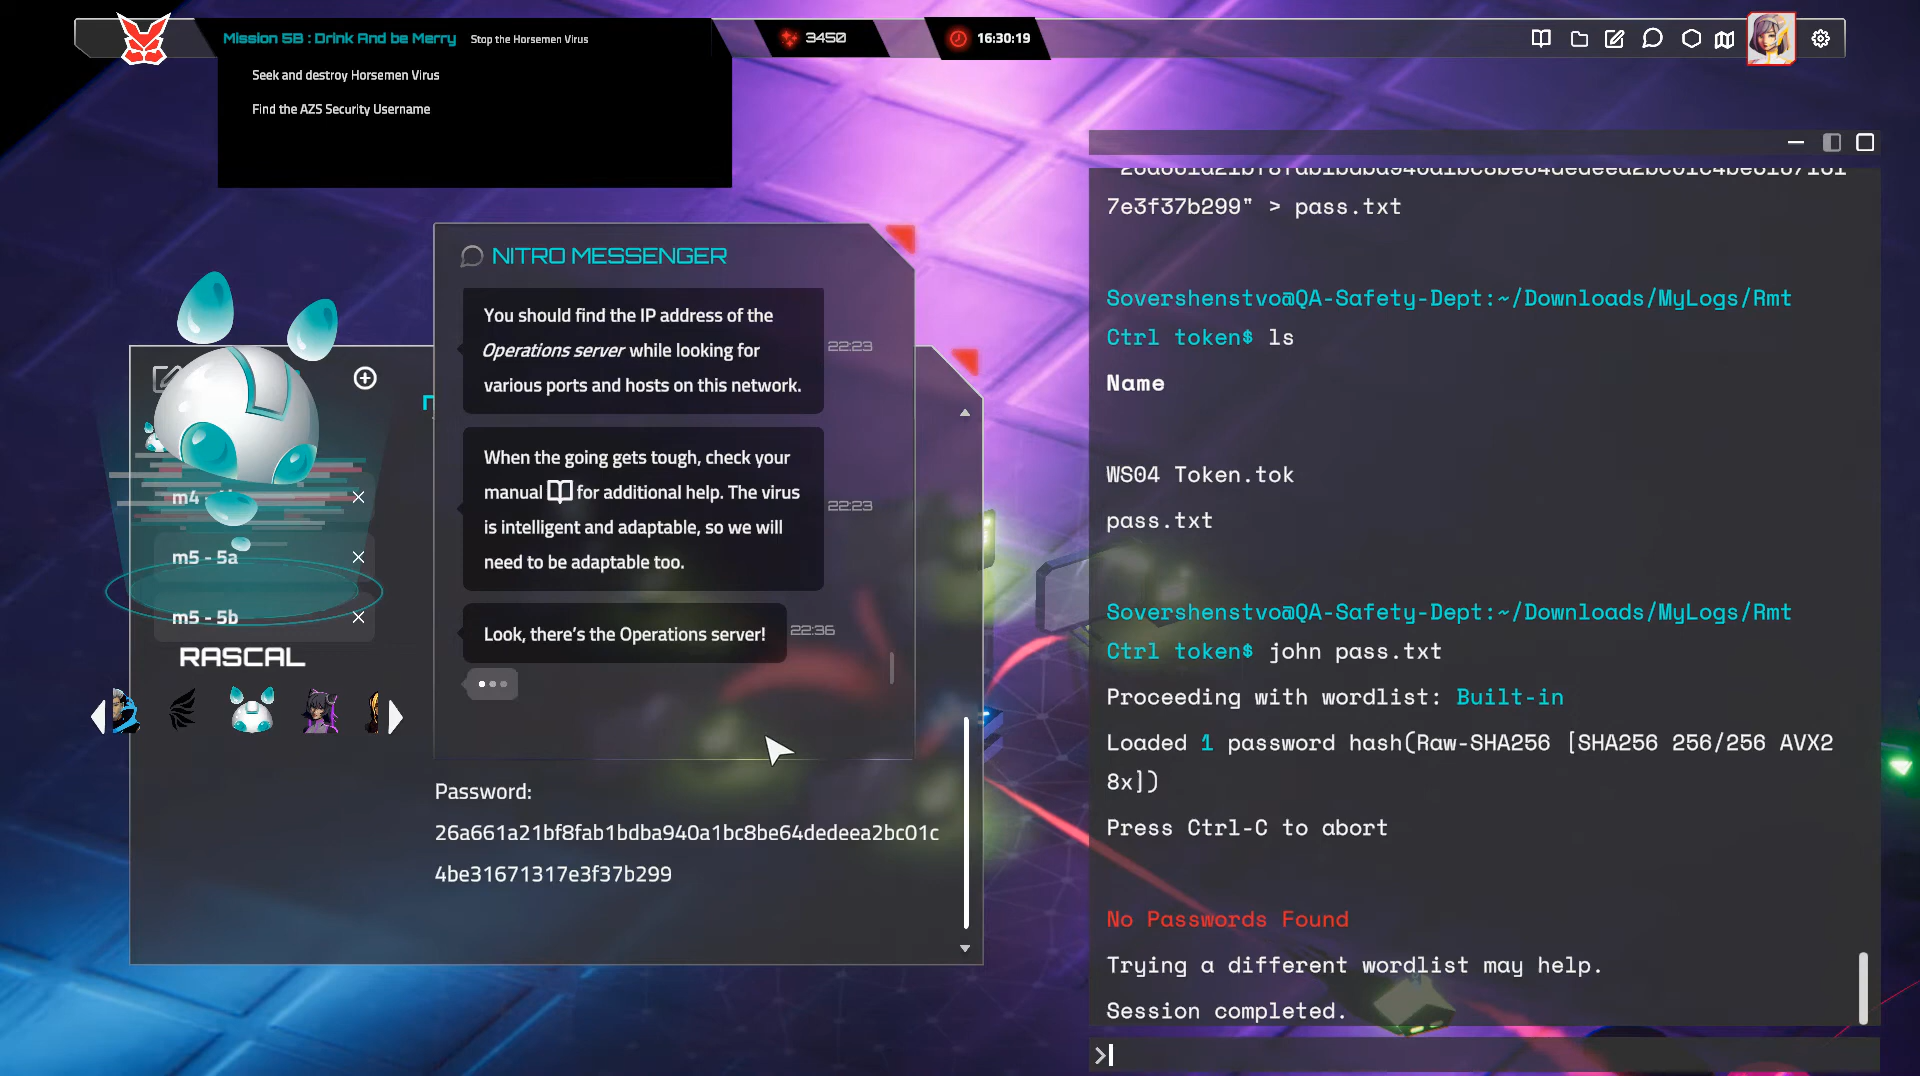 Mission 5B : Drink And be Merry Stop the Horsemen Virus
3450
16:30:19
Seek and destroy Horsemen Virus
Find the AZS Security Username
NITRO MESSENGER
You should find the IP address of the
Operations server while looking for
various ports and hosts on this network.
22:23
When the going gets tough, check your
manual for additional help. The virus
is intelligent and adaptable, so we will
need to be adaptable too.
22:23
Look, there's the Operations server!
22:36
m4 -
m5 - 5a
m5 - 5b
RASCAL
Password:
26a661a21bf8fab1bdba940a1bc8be64dedeea2bc01c
4be31671317e3f37b299
7e3f37b299" > pass.txt
Sovershenstvo@QA-Safety-Dept:~/Downloads/MyLogs/Rmt
Ctrl token$ ls
Name
WS04 Token.tok
pass.txt
Sovershenstvo@QA-Safety-Dept:~/Downloads/MyLogs/Rmt
Ctrl token$ john pass.txt
Proceeding with wordlist: Built-in
Loaded 1 password hash(Raw-SHA256 [SHA256 256/256 AVX2
8x])
Press Ctrl-C to abort
No Passwords Found
Trying a different wordlist may help.
Session completed.
>